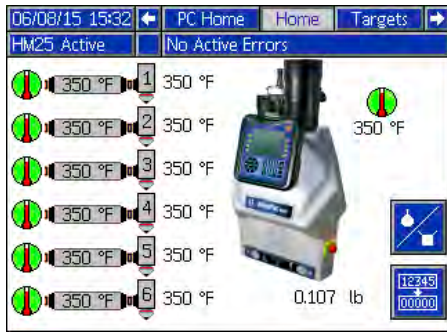 06/08/15 15:32 PC Home Home Targets
HM25 Active No Active Errors
350 °F 1 350 °F
350 °F
350 °F 2 350 °F
350 °F 3 350 °F
350 °F 4 350 °F
350 °F 5 350 °F
350 °F 6 350 °F
0.107 lb
12345
00000